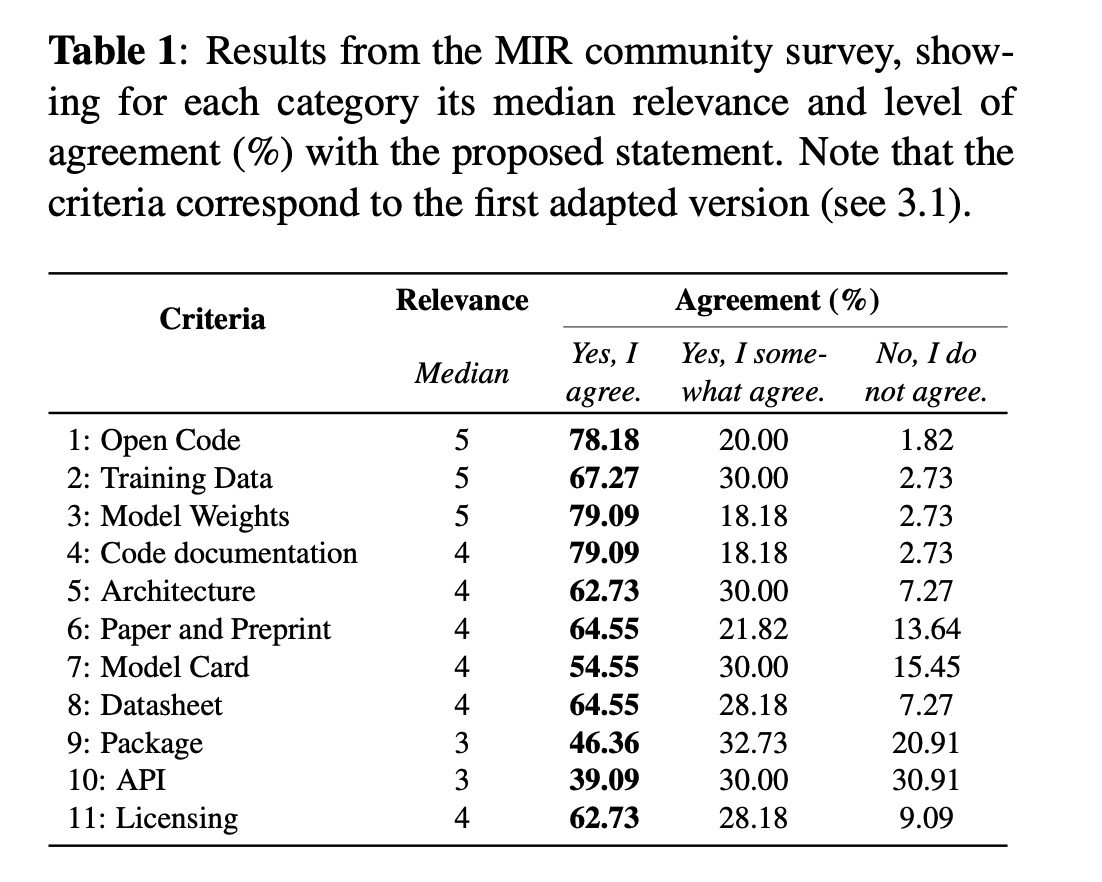 Table 1: Results from the MIR community survey, show-
ing for each category its median relevance and level of
agreement (%) with the proposed statement. Note that the
criteria correspond to the first adapted version (see 3.1).
Criteria Relevance Agreement (%)
Median Yes, I agree. Yes, I some-what agree. No, I do not agree.
1: Open Code 5 78.18 20.00 1.82
2: Training Data 5 67.27 30.00 2.73
3: Model Weights 5 79.09 18.18 2.73
4: Code documentation 4 79.09 18.18 2.73
5: Architecture 4 62.73 30.00 7.27
6: Paper and Preprint 4 64.55 21.82 13.64
7: Model Card 4 54.55 30.00 15.45
8: Datasheet 4 64.55 28.18 7.27
9: Package 3 46.36 32.73 20.91
10: API 3 39.09 30.00 30.91
11: Licensing 4 62.73 28.18 9.09